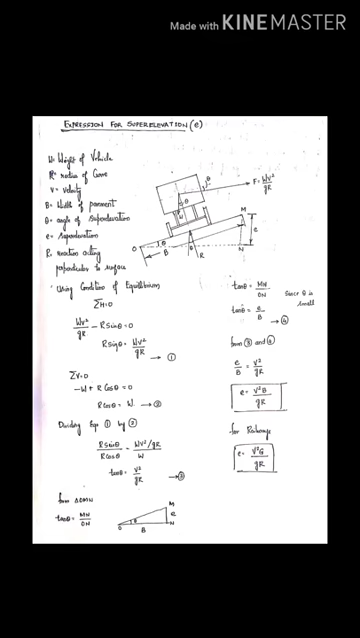 Made with KINEMASTER
EXPRESSION FOR SUPERELEVATION (e)
W = Weight of Vehicle
R = radius of Curve
V = velocity
B = Width of pavment
θ = angle of superelevation
e = superelevation
R = reaction acting
perpendicular to surface
Using Condition of Equilibrium
ΣH=0
WV²/gR - R Sinθ = 0
R Sinθ = WV²/gR → ①
ΣV=0
-W + R Cosθ = 0
R Cosθ = W → ②
Dividing Eqn ① by ②
R Sinθ / R Cosθ = WV²/gR / W
tanθ = V²/gR → ③
from ΔOMN
tanθ = MN/ON
O θ B M e N
θ F = WV²/gR
θ
M
e
N
O θ B θ R
tanθ = MN/ON
Since θ is
small
tanθ = e/B → ④
from ③ and ④
e/B = V²/gR
e = V²B/gR
for Railways
e = V²G/gR